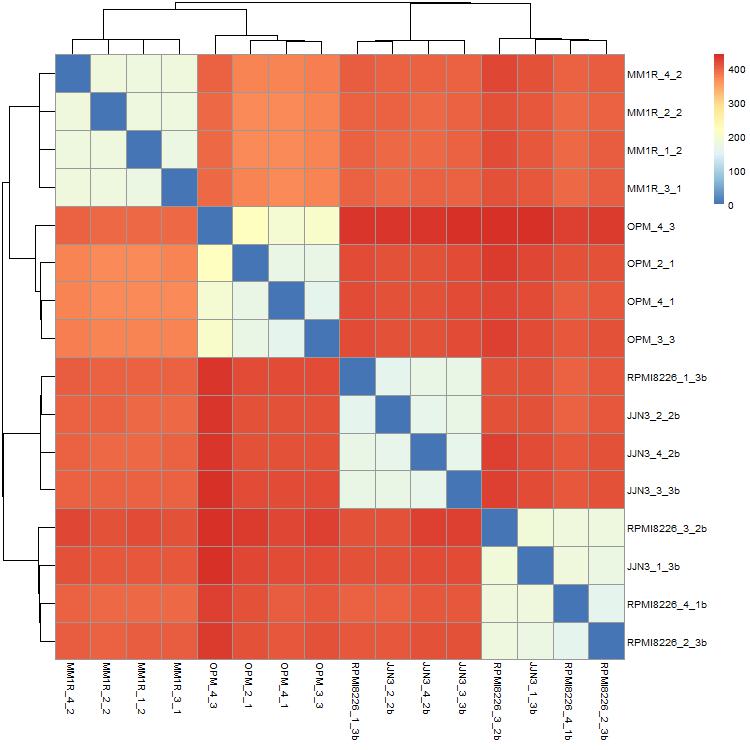 400
300
200
100
0
MM1R_4_2
MM1R_2_2
MM1R_1_2
MM1R_3_1
OPM_4_3
OPM_2_1
OPM_4_1
OPM_3_3
RPMI8226_1_3b
JJN3_2_2b
JJN3_4_2b
JJN3_3_3b
RPMI8226_3_2b
JJN3_1_3b
RPMI8226_4_1b
RPMI8226_2_3b
MM1R_4_2
MM1R_2_2
MM1R_1_2
MM1R_3_1
OPM_4_3
OPM_2_1
OPM_4_1
OPM_3_3
RPMI8226_1_3b
JJN3_2_2b
JJN3_4_2b
JJN3_3_3b
RPMI8226_3_2b
JJN3_1_3b
RPMI8226_4_1b
RPMI8226_2_3b